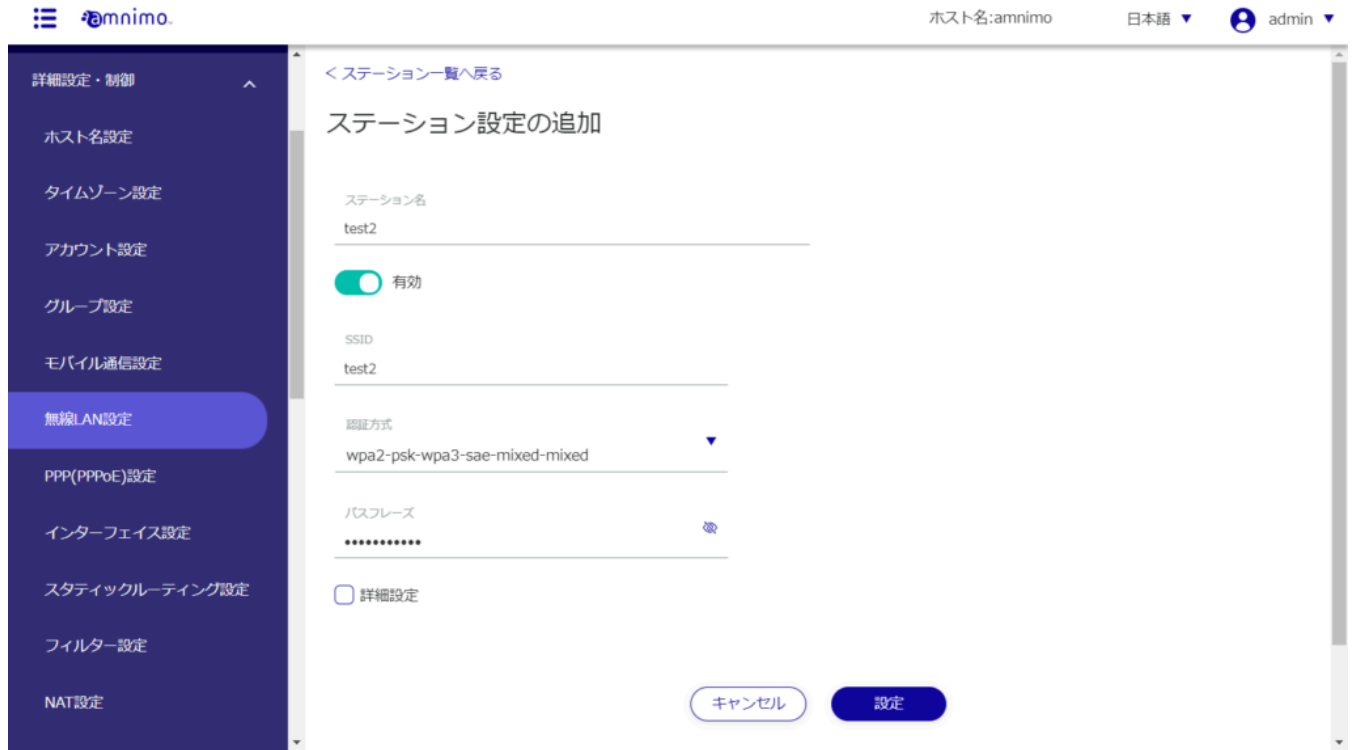 amnimo.
ホスト名:amnimo
日本語 ▼
admin ▼
詳細設定・制御
ホスト名設定
タイムゾーン設定
アカウント設定
グループ設定
モバイル通信設定
無線LAN設定
PPP(PPPoE)設定
インターフェイス設定
スタティックルーティング設定
フィルター設定
NAT設定
< ステーション一覧へ戻る
ステーション設定の追加
ステーション名
test2
有効
SSID
test2
認証方式
wpa2-psk-wpa3-sae-mixed-mixed
パスフレーズ
•••••••••••
詳細設定
キャンセル
設定